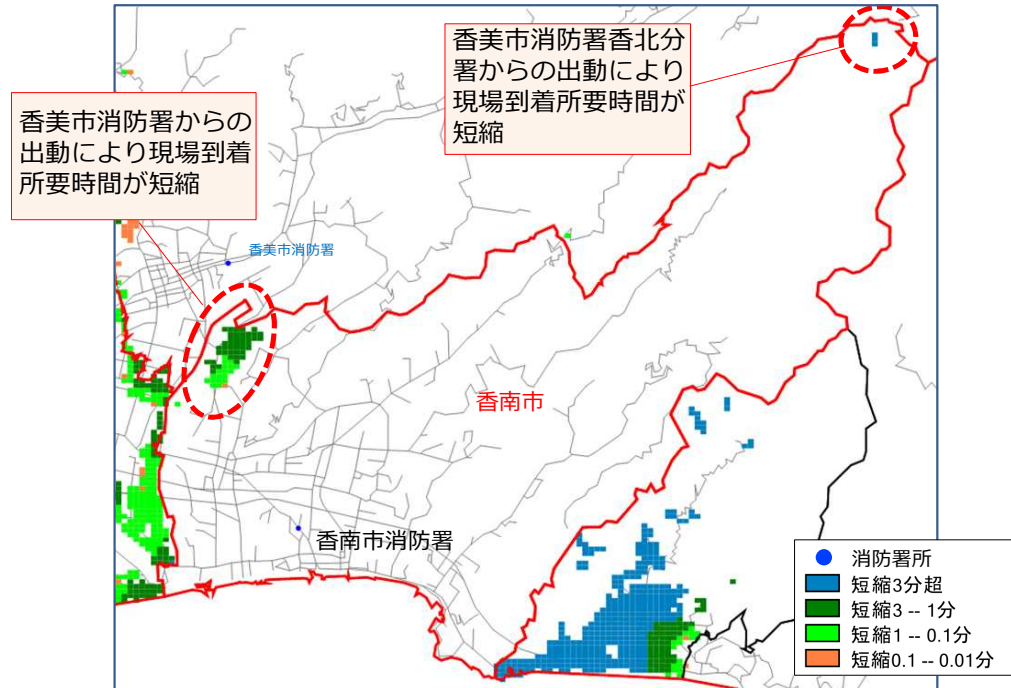 香美市消防署香北分
署からの出動により
現場到着所要時間が
短縮
香美市消防署からの
出動により現場到着
所要時間が短縮
香美市消防署
香南市
香南市消防署
消防署所
短縮3分超
短縮3 -- 1分
短縮1 -- 0.1分
短縮0.1 -- 0.01分